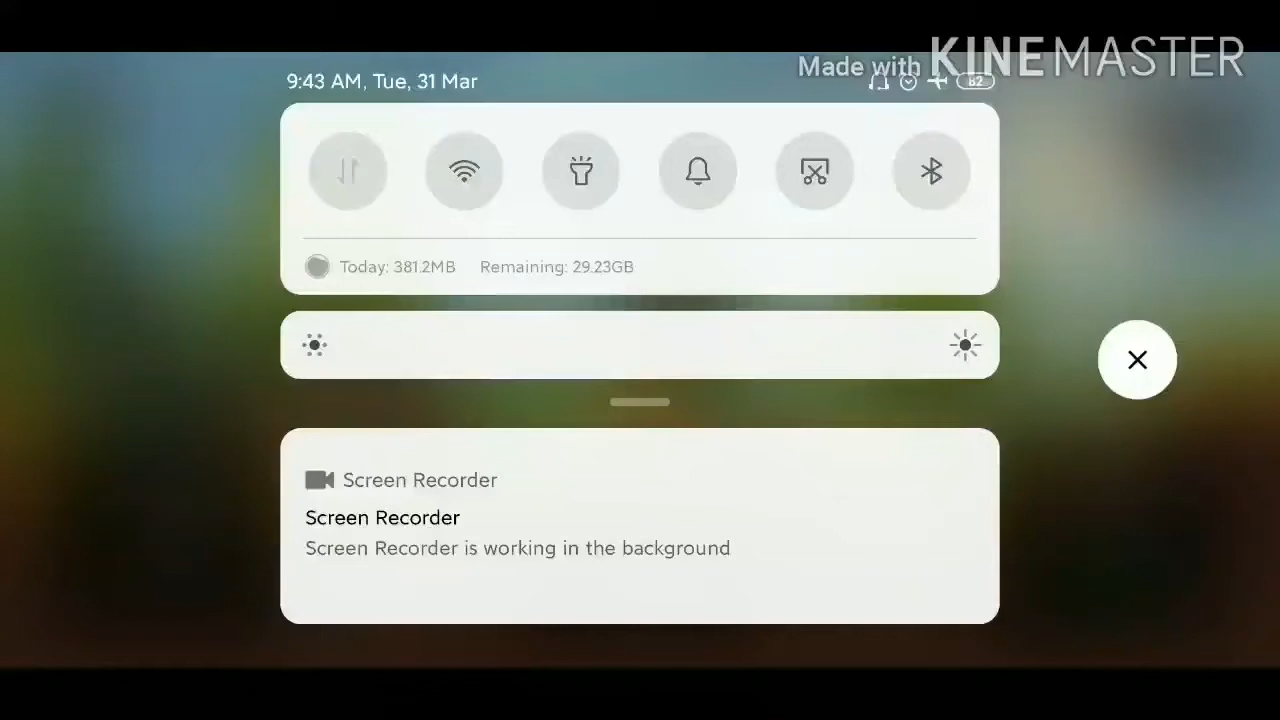 Made with KINEMASTER
9:43 AM, Tue, 31 Mar
82
Today: 381.2MB Remaining: 29.23GB
Screen Recorder
Screen Recorder
Screen Recorder is working in the background